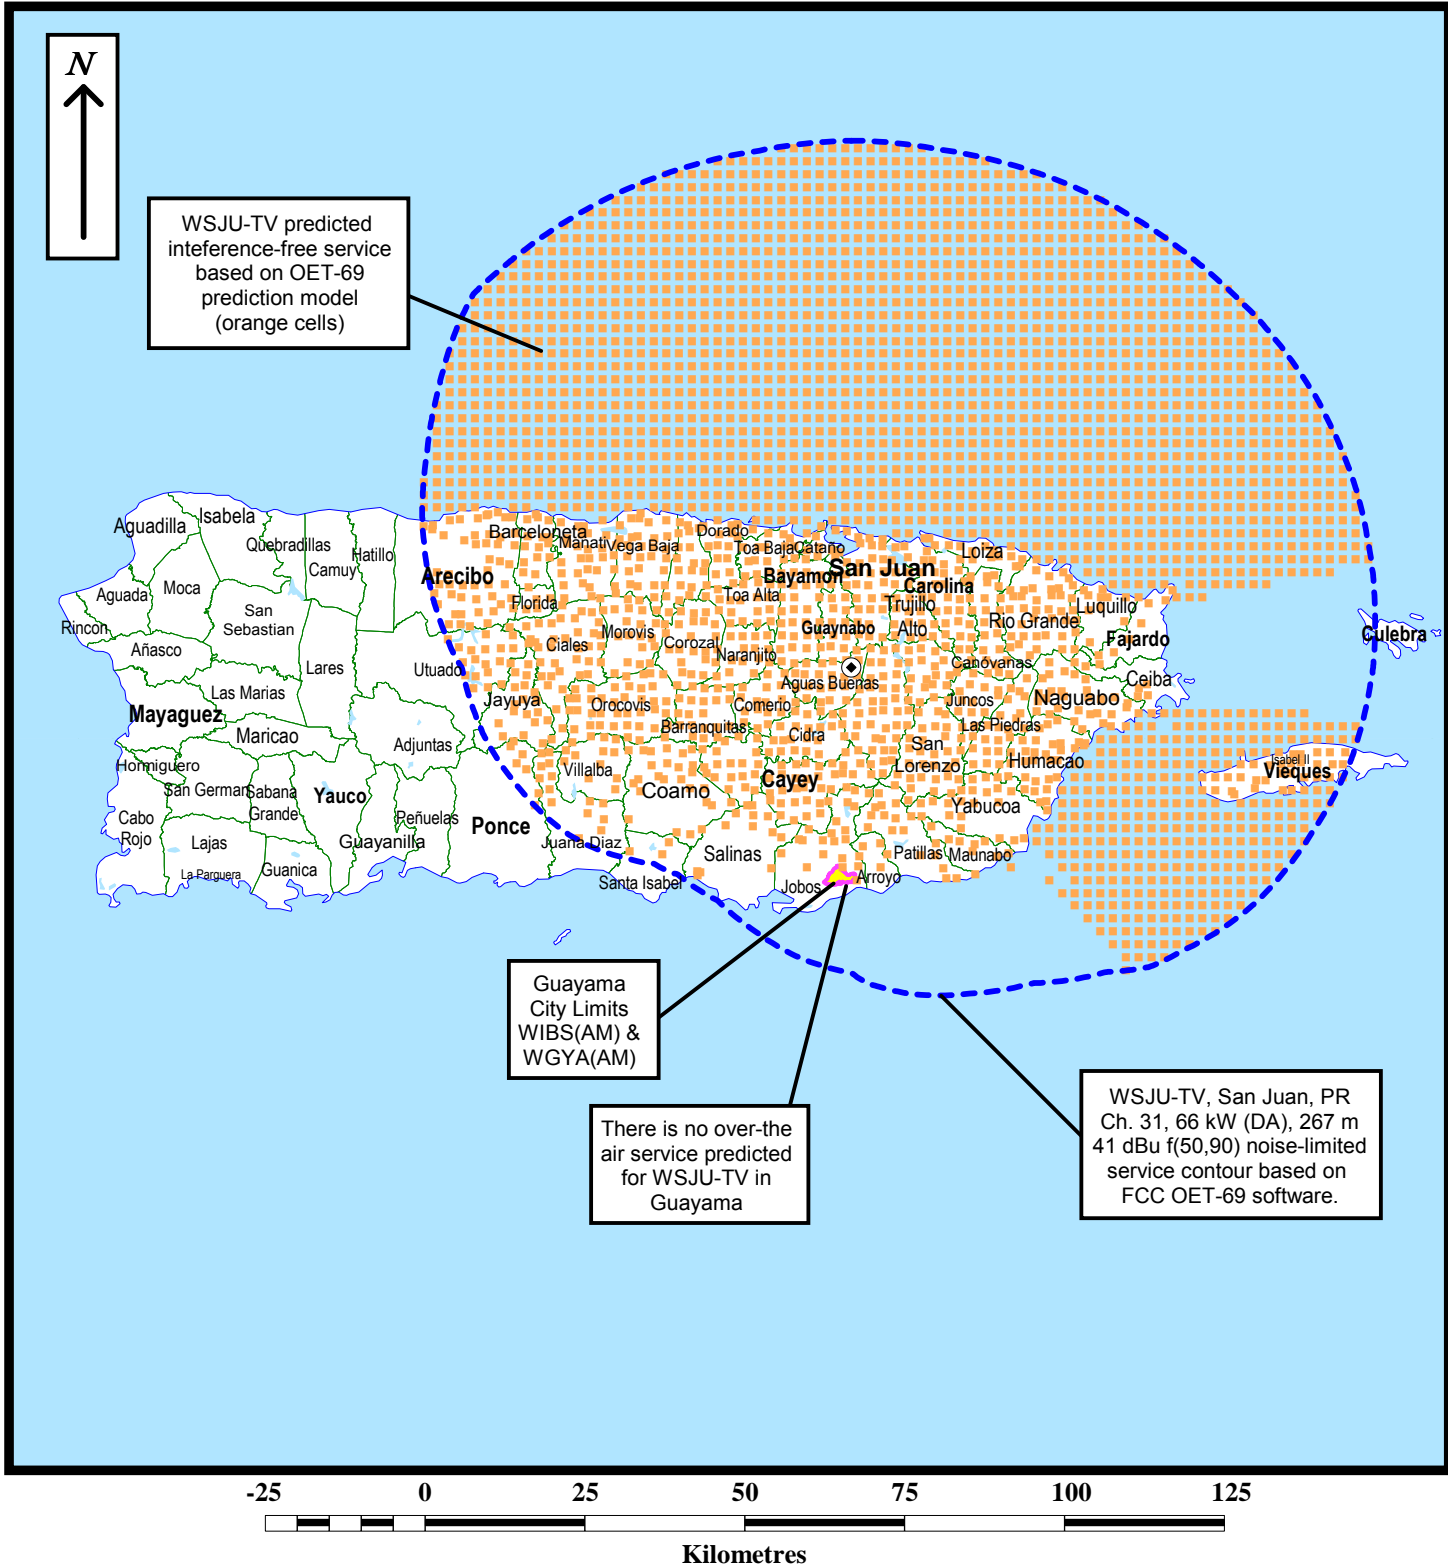 N
WSJU-TV predicted
inteference-free service
based on OET-69
prediction model
(orange cells)
Aguadilla
Isabela
Quebradillas
Camuy
Hatillo
Barceloneta
Manati
Vega Baja
Dorado
Toa Baja
Cataño
Loiza
San Juan
Arecibo
Bayamon
Carolina
Moca
Aguada
Florida
Toa Alta
Trujillo
Alto
Luquillo
San
Sebastian
Rincon
Morovis
Corozal
Guaynabo
Rio Grande
Fajardo
Culebra
Añasco
Ciales
Naranjito
Canóvanas
Lares
Utuado
Aguas Buenas
Ceiba
Las Marias
Jayuya
Orocovis
Comerio
Juncos
Naguabo
Mayaguez
Maricao
Barranquitas
Cidra
Las Piedras
Adjuntas
San
Lorenzo
Hormiguero
Villalba
Humacao
Isabel II
Vieques
San German
Sabana
Grande
Yauco
Coamo
Cayey
Yabucoa
Cabo
Rojo
Peñuelas
Ponce
Lajas
Guayanilla
Juana Diaz
Salinas
Patillas
Maunabo
La Parguera
Guanica
Santa Isabel
Jobos
Arroyo
Guayama
City Limits
WIBS(AM) &
WGYA(AM)
There is no over-the
air service predicted
for WSJU-TV in
Guayama
WSJU-TV, San Juan, PR
Ch. 31, 66 kW (DA), 267 m
41 dBu f(50,90) noise-limited
service contour based on
FCC OET-69 software.
-25 0 25 50 75 100 125
Kilometres